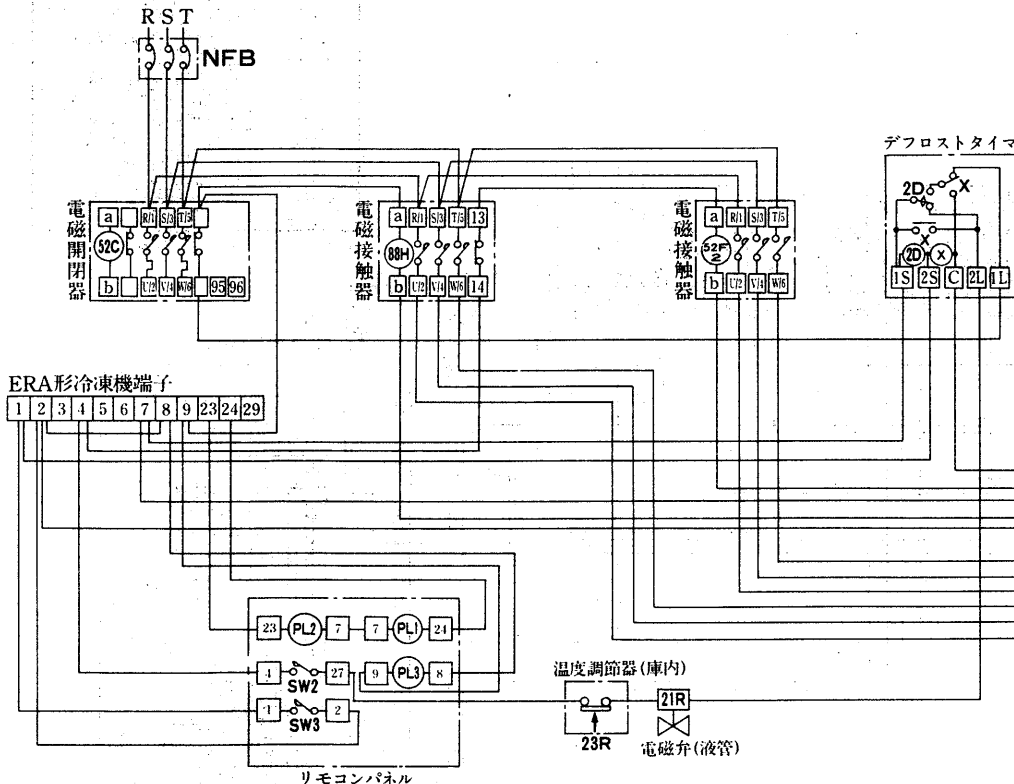 R S T
NFB
デフロストタイマ
電磁開閉器
a R/1 S/3 T/5
52C
b U/2 V/4 W/6 95 96
電磁接触器
a R/1 S/3 T/5 13
88H
b U/2 V/4 W/6 14
電磁接触器
a R/1 S/3 T/5
52F2
b U/2 V/4 W/6
2D X
X
2D X
1S 2S C 2L 1L
ERA形冷凍機端子
1 2 3 4 5 6 7 8 9 23 24 29
23 PL2 7 7 PL1 24
4 SW2 27 9 PL3 8
1 SW3 2
リモコンパネル
温度調節器(庫内)
23R
21R
電磁弁(液管)